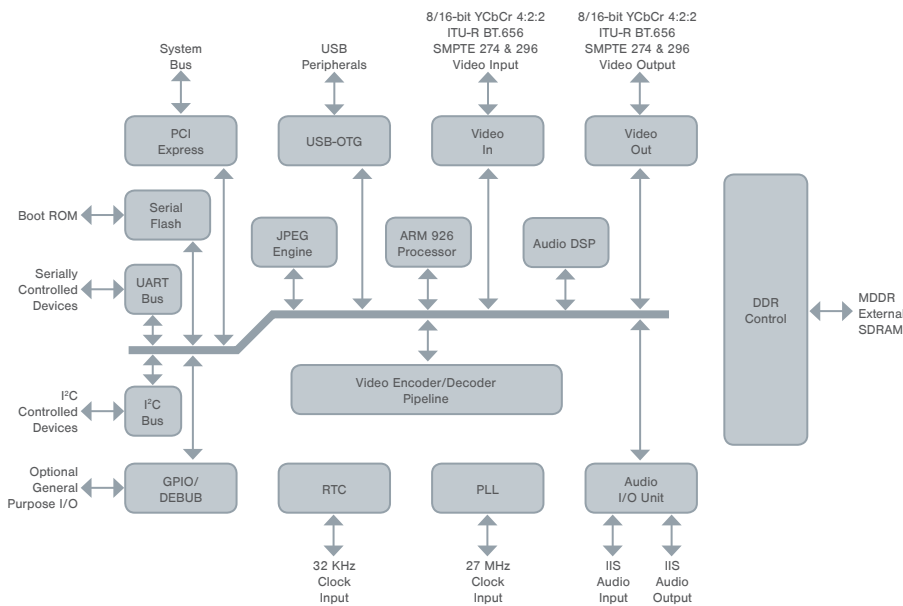 8/16-bit YCbCr 4:2:2
ITU-R BT.656
SMPTE 274 & 296
Video Input
8/16-bit YCbCr 4:2:2
ITU-R BT.656
SMPTE 274 & 296
Video Output
System
Bus
USB
Peripherals
PCI
Express
USB-OTG
Video
In
Video
Out
Boot ROM
Serial
Flash
JPEG
Engine
ARM 926
Processor
Audio DSP
Serially
Controlled
Devices
UART
Bus
DDR
Control
MDDR
External
SDRAM
Video Encoder/Decoder
Pipeline
I²C
Controlled
Devices
I²C
Bus
Optional
General
Purpose I/O
GPIO/
DEBUB
RTC
PLL
Audio
I/O Unit
32 KHz
Clock
Input
27 MHz
Clock
Input
IIS
Audio
Input
IIS
Audio
Output